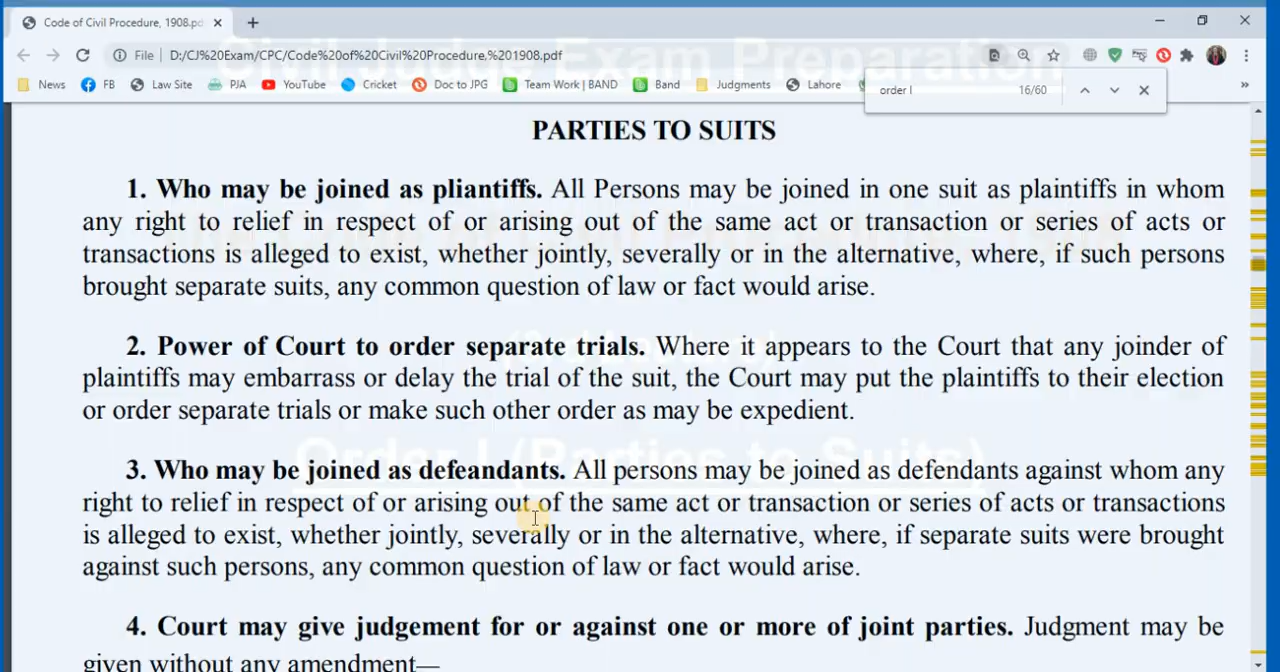 Code of Civil Procedure, 1908.pd
File D:/CJ%20Exam/CPC/Code%20of%20Civil%20Procedure,%201908.pdf
News FB Law Site PJA YouTube Cricket Doc to JPG Team Work | BAND Band Judgments Lahore »
order I 16/60
Exam Preparation
PARTIES TO SUITS
1. Who may be joined as pliantiffs. All Persons may be joined in one suit as plaintiffs in whom
any right to relief in respect of or arising out of the same act or transaction or series of acts or
transactions is alleged to exist, whether jointly, severally or in the alternative, where, if such persons
brought separate suits, any common question of law or fact would arise.
2. Power of Court to order separate trials. Where it appears to the Court that any joinder of
plaintiffs may embarrass or delay the trial of the suit, the Court may put the plaintiffs to their election
or order separate trials or make such other order as may be expedient.
Order I (Parties to Suits)
3. Who may be joined as defeandants. All persons may be joined as defendants against whom any
right to relief in respect of or arising out of the same act or transaction or series of acts or transactions
is alleged to exist, whether jointly, severally or in the alternative, where, if separate suits were brought
against such persons, any common question of law or fact would arise.
4. Court may give judgement for or against one or more of joint parties. Judgment may be
given without any amendment—